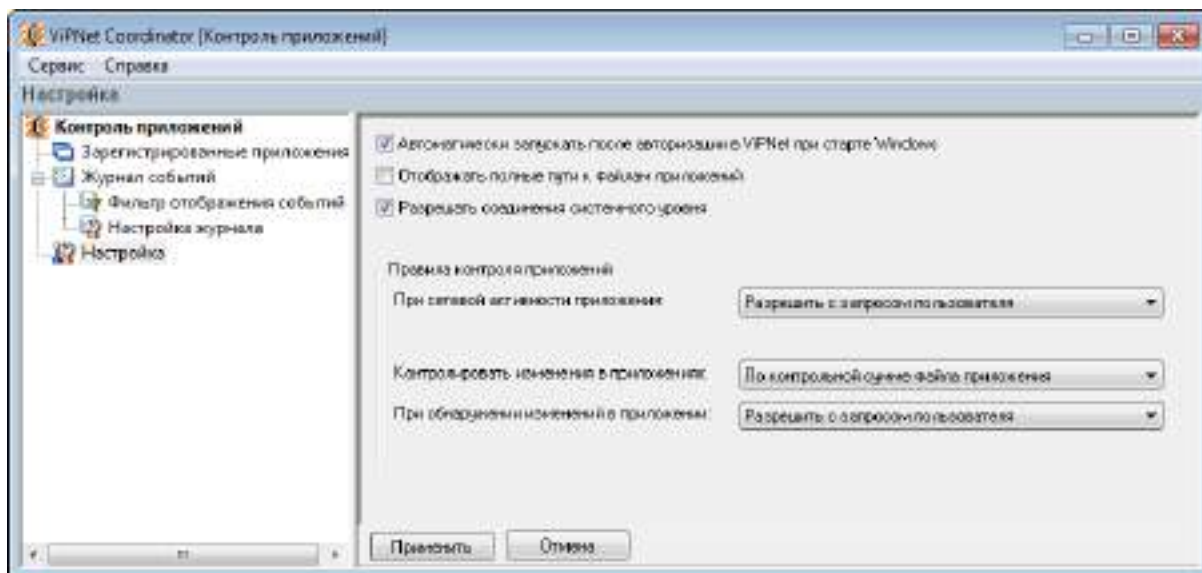 ViPNet Coordinator [Контроль приложений]
Сервис Справка
Настройка
Контроль приложений
Зарегистрированные приложения
Журнал событий
Фильтр отображения событий
Настройка журнала
Настройка
Автоматически запускать после авторизации в ViPNet при старте Windows
Отображать полные пути к файлам приложений
Разрешать соединения системного уровня
Правила контроля приложений
При сетевой активности приложения: Разрешить с запросом пользователя
Контролировать изменения в приложениях: По контрольной сумме файла приложения
При обнаружении изменений в приложении: Разрешить с запросом пользователя
Применить Отмена